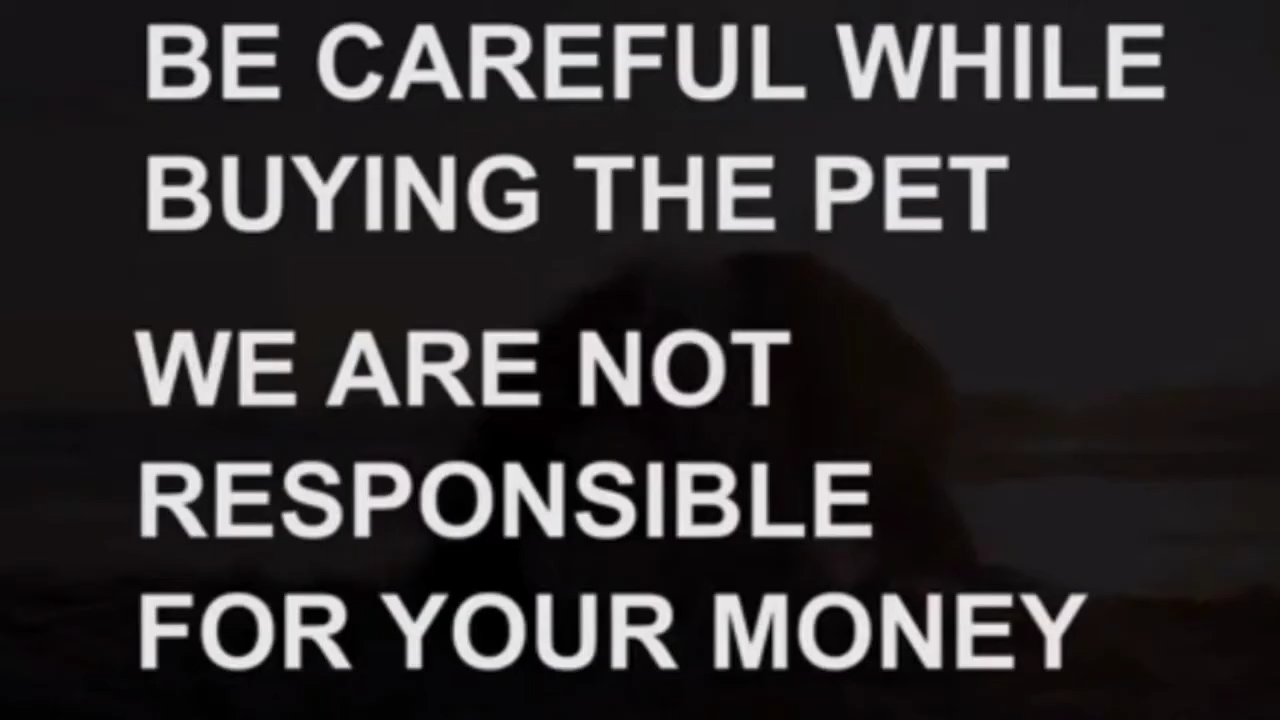 BE CAREFUL WHILE
BUYING THE PET
WE ARE NOT
RESPONSIBLE
FOR YOUR MONEY